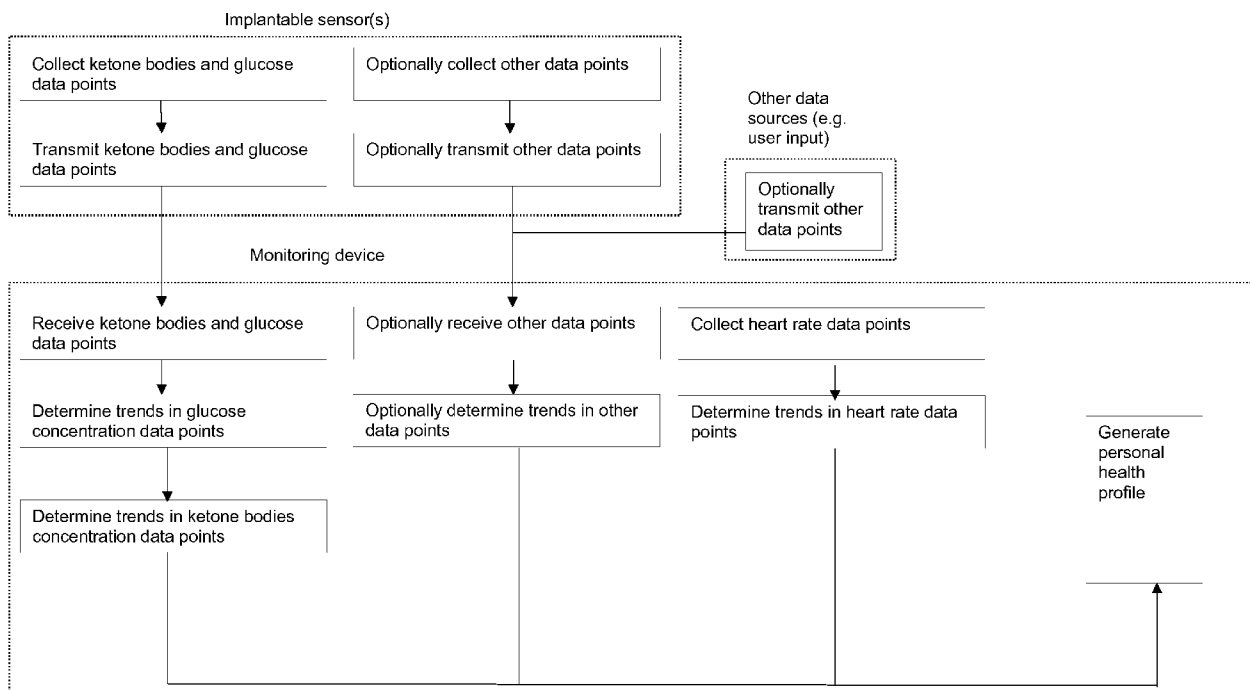 Implantable sensor(s)
Collect ketone bodies and glucose
data points
Optionally collect other data points
Transmit ketone bodies and glucose
data points
Optionally transmit other data points
Other data
sources (e.g.
user input)
Optionally
transmit other
data points
Monitoring device
Receive ketone bodies and glucose
data points
Optionally receive other data points
Collect heart rate data points
Determine trends in glucose
concentration data points
Optionally determine trends in other
data points
Determine trends in heart rate data
points
Generate
personal
health
profile
Determine trends in ketone bodies
concentration data points